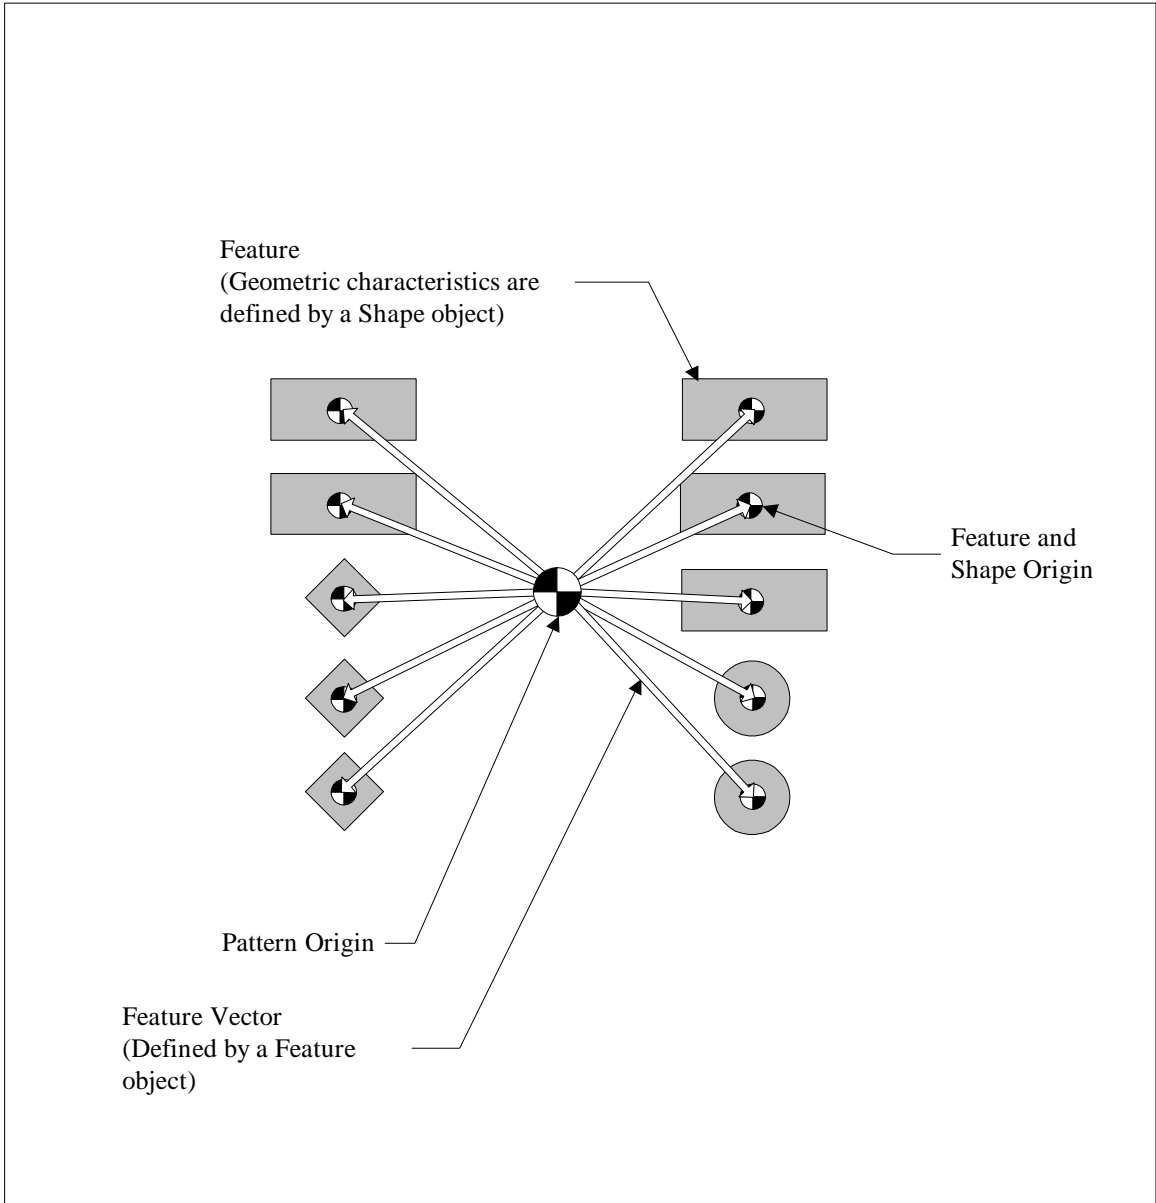 Feature
(Geometric characteristics are
defined by a Shape object)
Feature and
Shape Origin
Pattern Origin
Feature Vector
(Defined by a Feature
object)